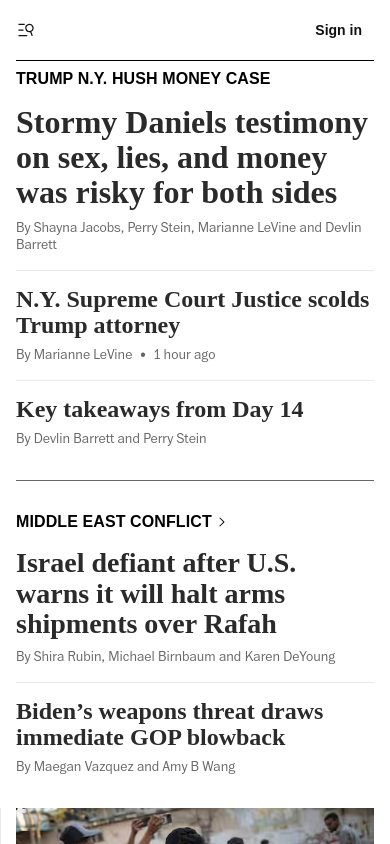 Sign in
TRUMP N.Y. HUSH MONEY CASE
Stormy Daniels testimony
on sex, lies, and money
was risky for both sides
By Shayna Jacobs, Perry Stein, Marianne LeVine and Devlin
Barrett
N.Y. Supreme Court Justice scolds
Trump attorney
By Marianne LeVine • 1 hour ago
Key takeaways from Day 14
By Devlin Barrett and Perry Stein
MIDDLE EAST CONFLICT
Israel defiant after U.S.
warns it will halt arms
shipments over Rafah
By Shira Rubin, Michael Birnbaum and Karen DeYoung
Biden’s weapons threat draws
immediate GOP blowback
By Maegan Vazquez and Amy B Wang